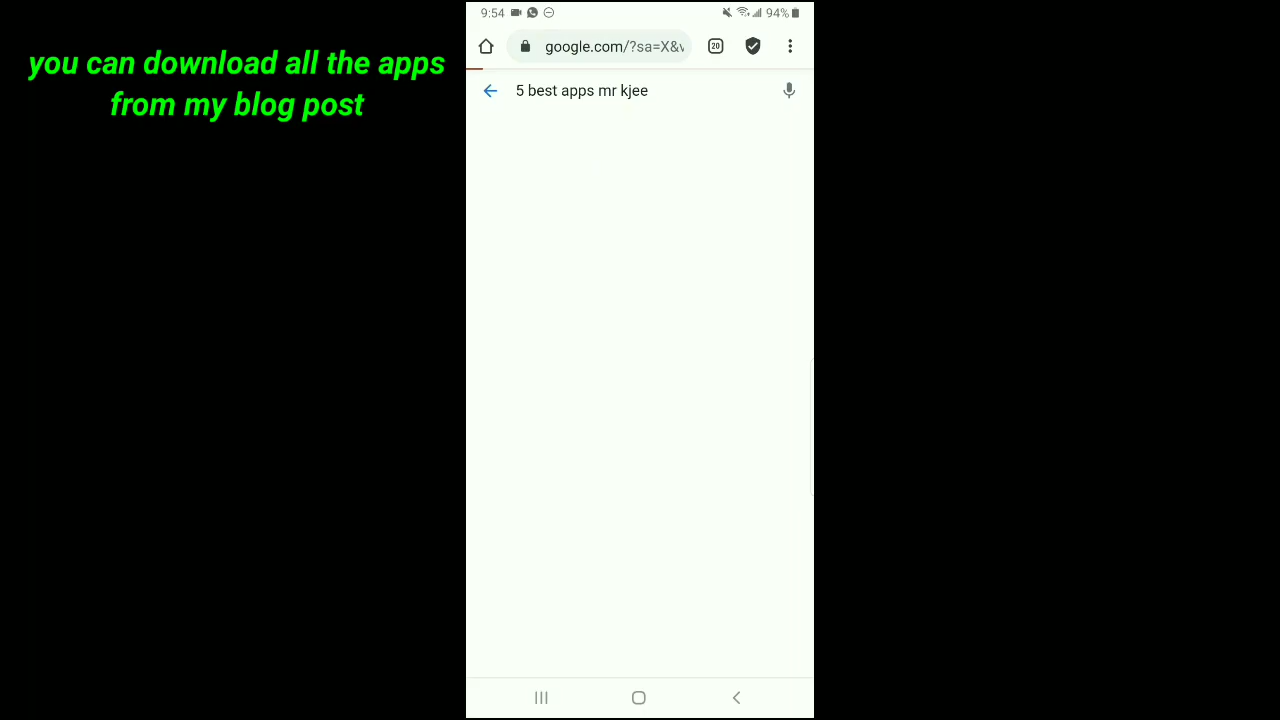 you can download all the apps
from my blog post
9:54
94%
google.com/?sa=X&v
20
5 best apps mr kjee